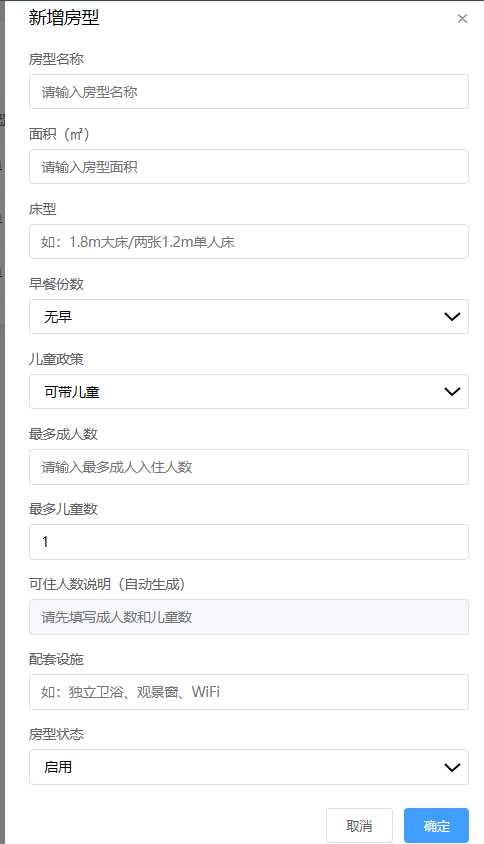 新增房型
×
房型名称
请输入房型名称
面积（㎡）
请输入房型面积
床型
如：1.8m大床/两张1.2m单人床
早餐份数
无早
儿童政策
可带儿童
最多成人数
请输入最多成人入住人数
最多儿童数
1
可住人数说明（自动生成）
请先填写成人数和儿童数
配套设施
如：独立卫浴、观景窗、WiFi
房型状态
启用
取消 确定